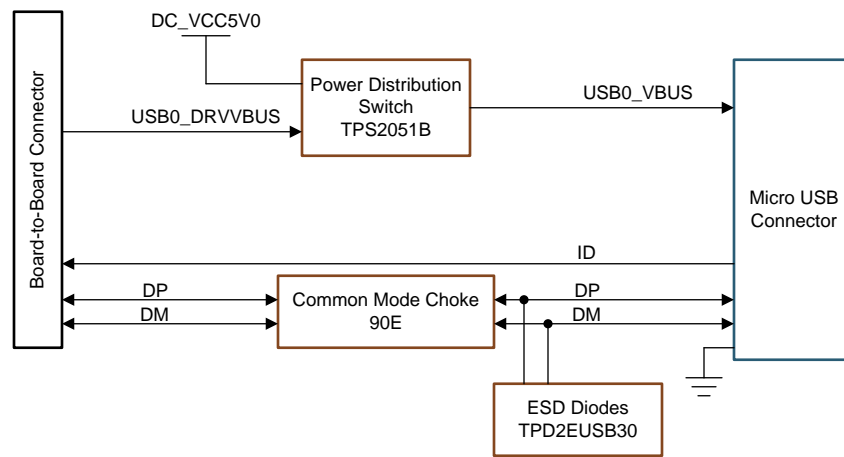 DC_VCC5V0
Board-to-Board Connector
Power Distribution
Switch
TPS2051B
USB0_DRVVBUS
USB0_VBUS
Micro USB
Connector
ID
DP
DM
Common Mode Choke
90E
DP
DM
ESD Diodes
TPD2EUSB30